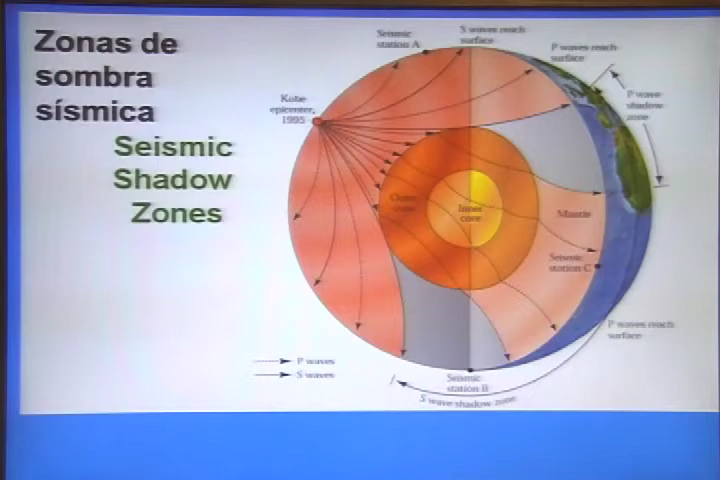 Zonas de
sombra
sísmica
Seismic
Shadow
Zones
Seismic
station A
S waves reach
surface
P waves reach
surface
Kobe
epicenter,
1995
P wave
shadow
zone
Outer
core
Inner
core
Mantle
Seismic
station C
P waves reach
surface
P waves
S waves
Seismic
station B
S wave shadow zone